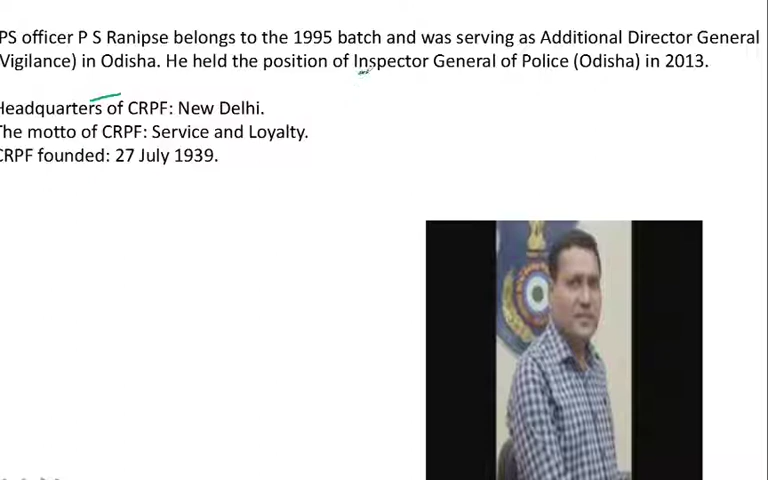 PS officer P S Ranipse belongs to the 1995 batch and was serving as Additional Director General
Vigilance) in Odisha. He held the position of Inspector General of Police (Odisha) in 2013.
Headquarters of CRPF: New Delhi.
The motto of CRPF: Service and Loyalty.
CRPF founded: 27 July 1939.